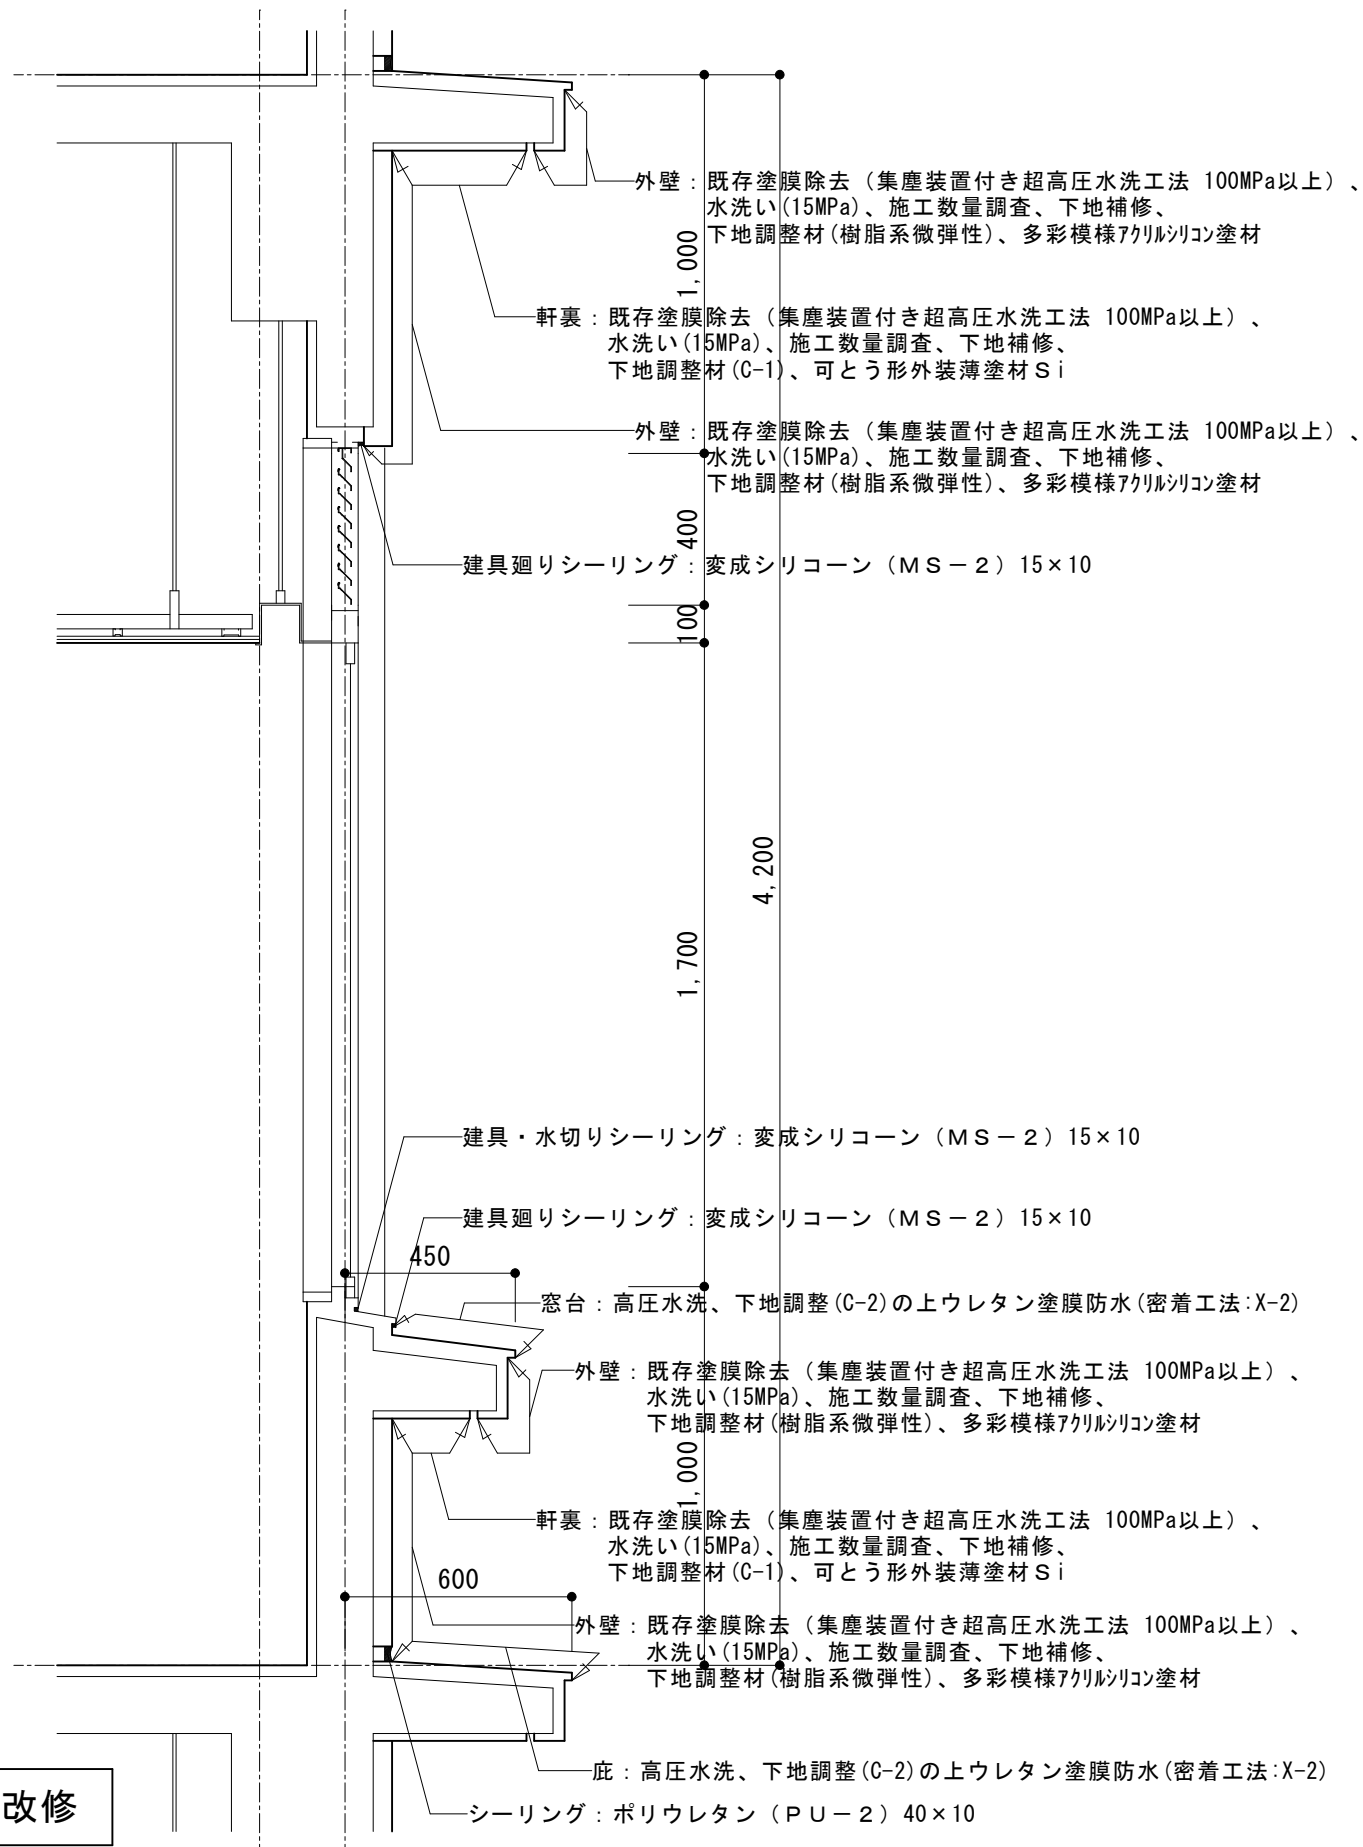 外壁：既存塗膜除去（集塵装置付き超高圧水洗工法 100MPa以上）、
水洗い(15MPa)、施工数量調査、下地補修、
下地調整材(樹脂系微弾性)、多彩模様ｱｸﾘﾙｼﾘｺﾝ塗材
1,000
軒裏：既存塗膜除去（集塵装置付き超高圧水洗工法 100MPa以上）、
水洗い(15MPa)、施工数量調査、下地補修、
下地調整材(C-1)、可とう形外装薄塗材Ｓi
外壁：既存塗膜除去（集塵装置付き超高圧水洗工法 100MPa以上）、
水洗い(15MPa)、施工数量調査、下地補修、
下地調整材(樹脂系微弾性)、多彩模様ｱｸﾘﾙｼﾘｺﾝ塗材
400
建具廻りシーリング：変成シリコーン（ＭＳ－２）15×10
100
4,200
1,700
建具・水切りシーリング：変成シリコーン（ＭＳ－２）15×10
建具廻りシーリング：変成シリコーン（ＭＳ－２）15×10
450
窓台：高圧水洗、下地調整(C-2)の上ウレタン塗膜防水(密着工法:X-2)
外壁：既存塗膜除去（集塵装置付き超高圧水洗工法 100MPa以上）、
水洗い(15MPa)、施工数量調査、下地補修、
下地調整材(樹脂系微弾性)、多彩模様ｱｸﾘﾙｼﾘｺﾝ塗材
1,000
軒裏：既存塗膜除去（集塵装置付き超高圧水洗工法 100MPa以上）、
水洗い(15MPa)、施工数量調査、下地補修、
下地調整材(C-1)、可とう形外装薄塗材Ｓi
600
外壁：既存塗膜除去（集塵装置付き超高圧水洗工法 100MPa以上）、
水洗い(15MPa)、施工数量調査、下地補修、
下地調整材(樹脂系微弾性)、多彩模様ｱｸﾘﾙｼﾘｺﾝ塗材
庇：高圧水洗、下地調整(C-2)の上ウレタン塗膜防水(密着工法:X-2)
シーリング：ポリウレタン（ＰＵ－２）40×10
改修